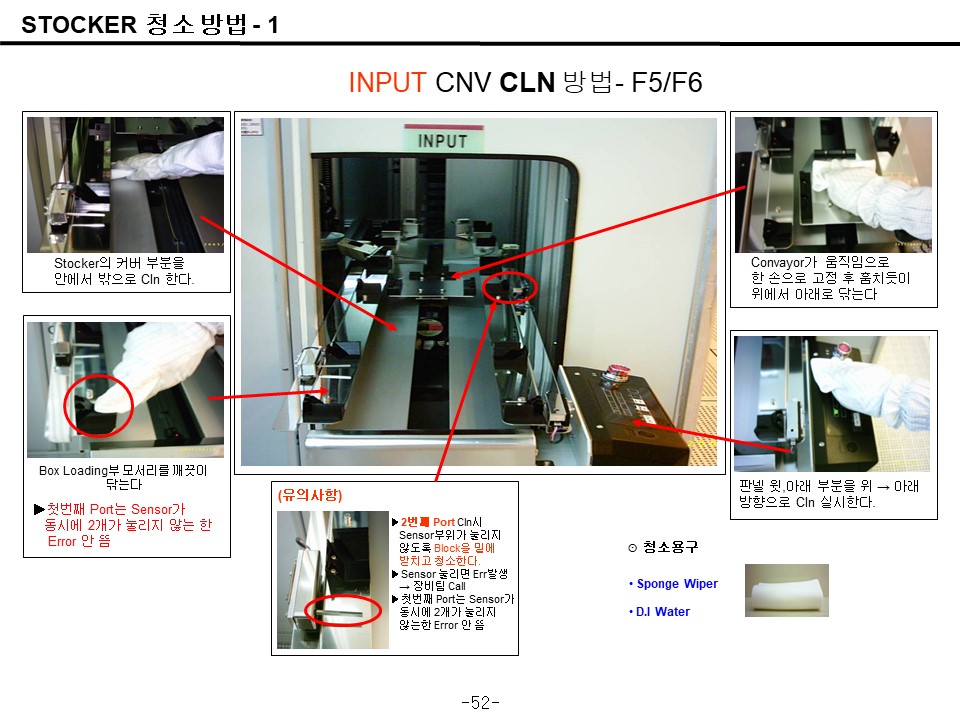 STOCKER 청소방법 - 1
INPUT CNV CLN 방법- F5/F6
INPUT
Stocker의 커버 부분을
안에서 밖으로 Cln 한다.
Convayor가 움직임으로
한 손으로 고정 후 훔치듯이
위에서 아래로 닦는다
Box Loading부 모서리를 깨끗이
닦는다
▶첫번째 Port는 Sensor가
동시에 2개가 눌리지 않는 한
Error 안 뜸
판넬 윗,아래 부분을 위 → 아래
방향으로 Cln 실시한다.
(유의사항)
▶2번째 Port Cln시
Sensor부위가 눌리지
않도록 Block을 밑에
받치고 청소한다.
▶Sensor 눌리면 Err발생
→ 장비팀 Call
▶첫번째 Port는 Sensor가
동시에 2개가 눌리지
않는한 Error 안 뜸
⊙ 청소용구
• Sponge Wiper
• D.I Water
-52-